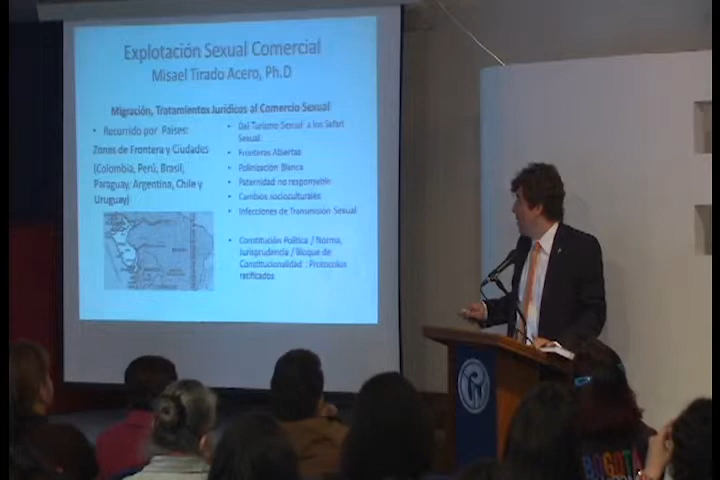 Explotación Sexual Comercial
Misael Tirado Acero, Ph.D
Migración, Tratamientos Jurídicos al Comercio Sexual
• Recorrido por Países:
Zonas de Frontera y Ciudades
(Colombia, Perú, Brasil,
Paraguay, Argentina, Chile y
Uruguay)
• Del Turismo Sexual a los Safari
Sexual:
• Fronteras Abiertas
• Polinización Blanca
• Paternidad no responsable
• Cambios socioculturales
• Infecciones de Transmisión Sexual
• Constitución Política / Norma,
Jurisprudencia / Bloque de
Constitucionalidad : Protocolos
ratificados
BOGOTA